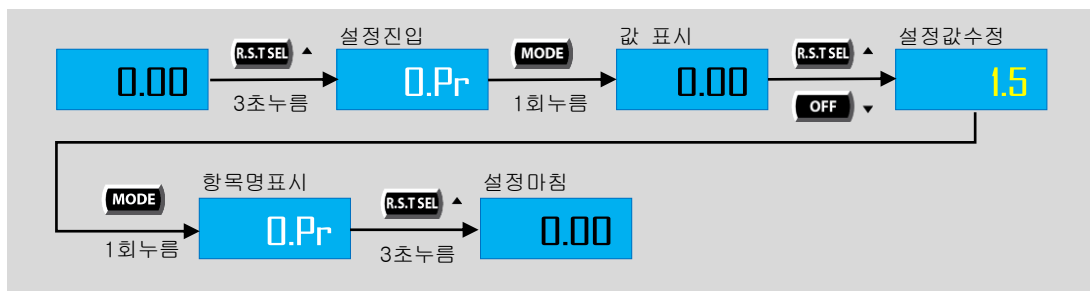 설정진입
값 표시
설정값수정
0.00
R.S.T SEL ▲
3초누름
0.Pr
MODE
1회누름
0.00
R.S.T SEL ▲
OFF ▼
1.5
항목명표시
설정마침
MODE
1회누름
0.Pr
R.S.T SEL ▲
3초누름
0.00